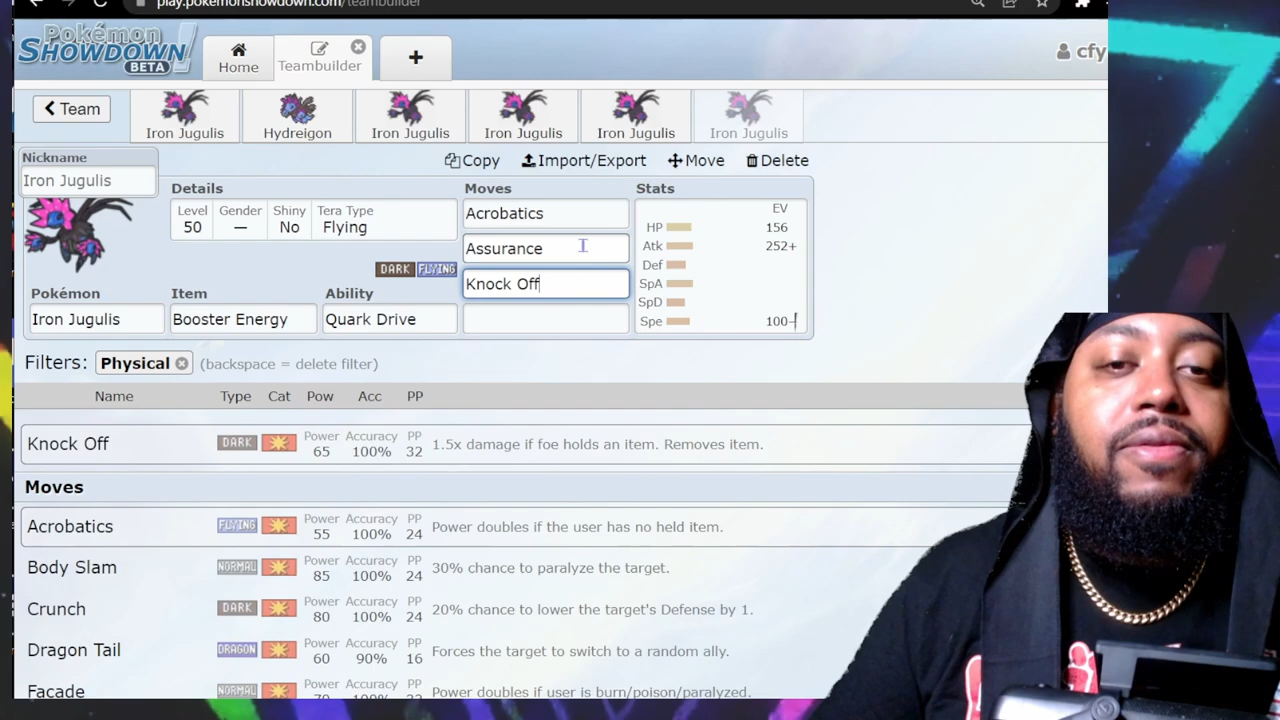 play.pokemonshowdown.com/teambuilder
Pokémon
SHOWDOWN
BETA
Home
Teambuilder
cfy
Team
Iron Jugulis
Hydreigon
Iron Jugulis
Iron Jugulis
Iron Jugulis
Iron Jugulis
Nickname
Iron Jugulis
Copy Import/Export Move Delete
Details
Moves
Stats
Level Gender Shiny Tera Type
50 — No Flying
DARK FLYING
Pokémon Item Ability
Iron Jugulis Booster Energy Quark Drive
Acrobatics
Assurance
Knock Off
EV
HP 156
Atk 252+
Def
SpA
SpD
Spe 100-
Filters: Physical (backspace = delete filter)
Name Type Cat Pow Acc PP
Knock Off DARK Power 65 Accuracy 100% PP 32 1.5x damage if foe holds an item. Removes item.
Moves
Acrobatics FLYING Power 55 Accuracy 100% PP 24 Power doubles if the user has no held item.
Body Slam NORMAL Power 85 Accuracy 100% PP 24 30% chance to paralyze the target.
Crunch DARK Power 80 Accuracy 100% PP 24 20% chance to lower the target's Defense by 1.
Dragon Tail DRAGON Power 60 Accuracy 90% PP 16 Forces the target to switch to a random ally.
Facade NORMAL Power 70 Accuracy 100% PP 32 Power doubles if user is burn/poison/paralyzed.